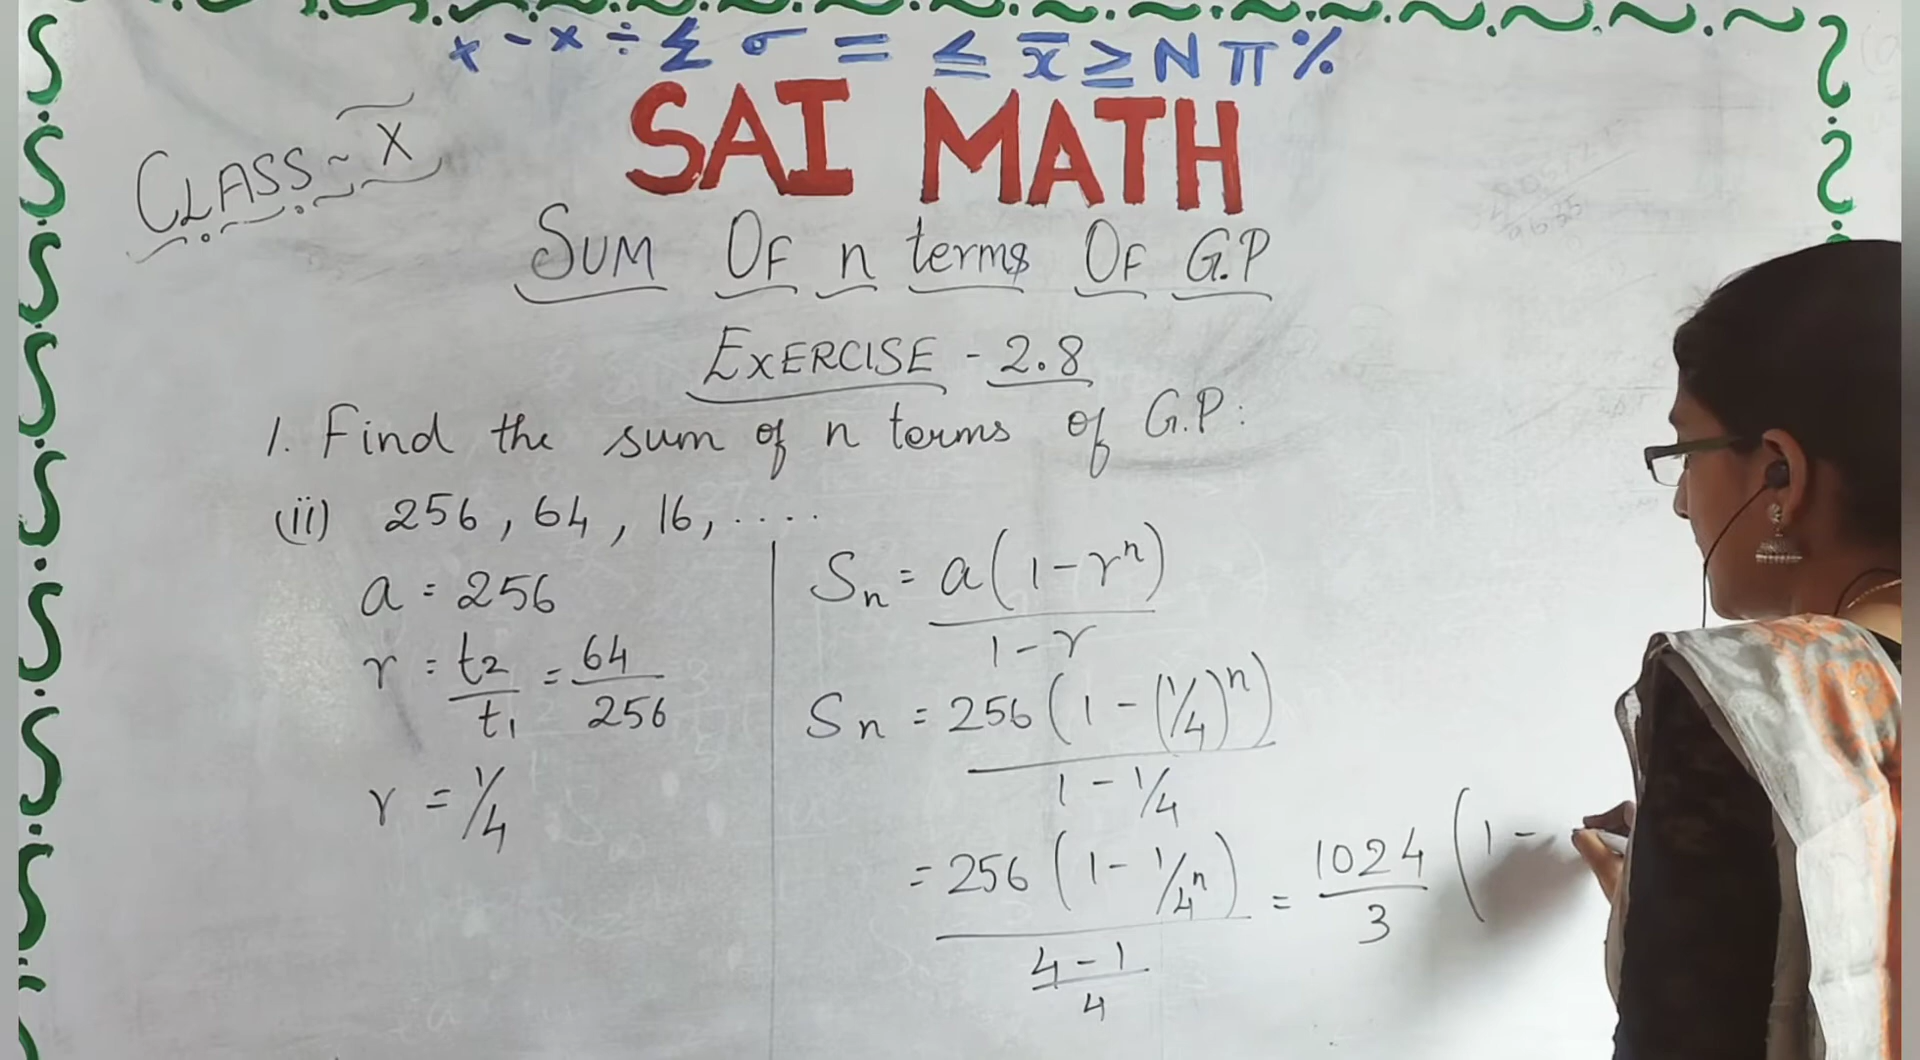 + - × ÷ Σ σ = ≤ x̄ ≥ N π %
SAI MATH
CLASS ~ X
SUM OF n terms OF G.P
EXERCISE - 2.8
1. Find the sum of n terms of G.P:
(ii) 256, 64, 16, ....
a = 256
r = t2/t1 = 64/256
r = 1/4
Sn = a(1-r^n)/1-r
Sn = 256(1-(1/4)^n)/1-1/4
= 256(1-1/4^n)/(4-1/4) = 1024/3 (1-